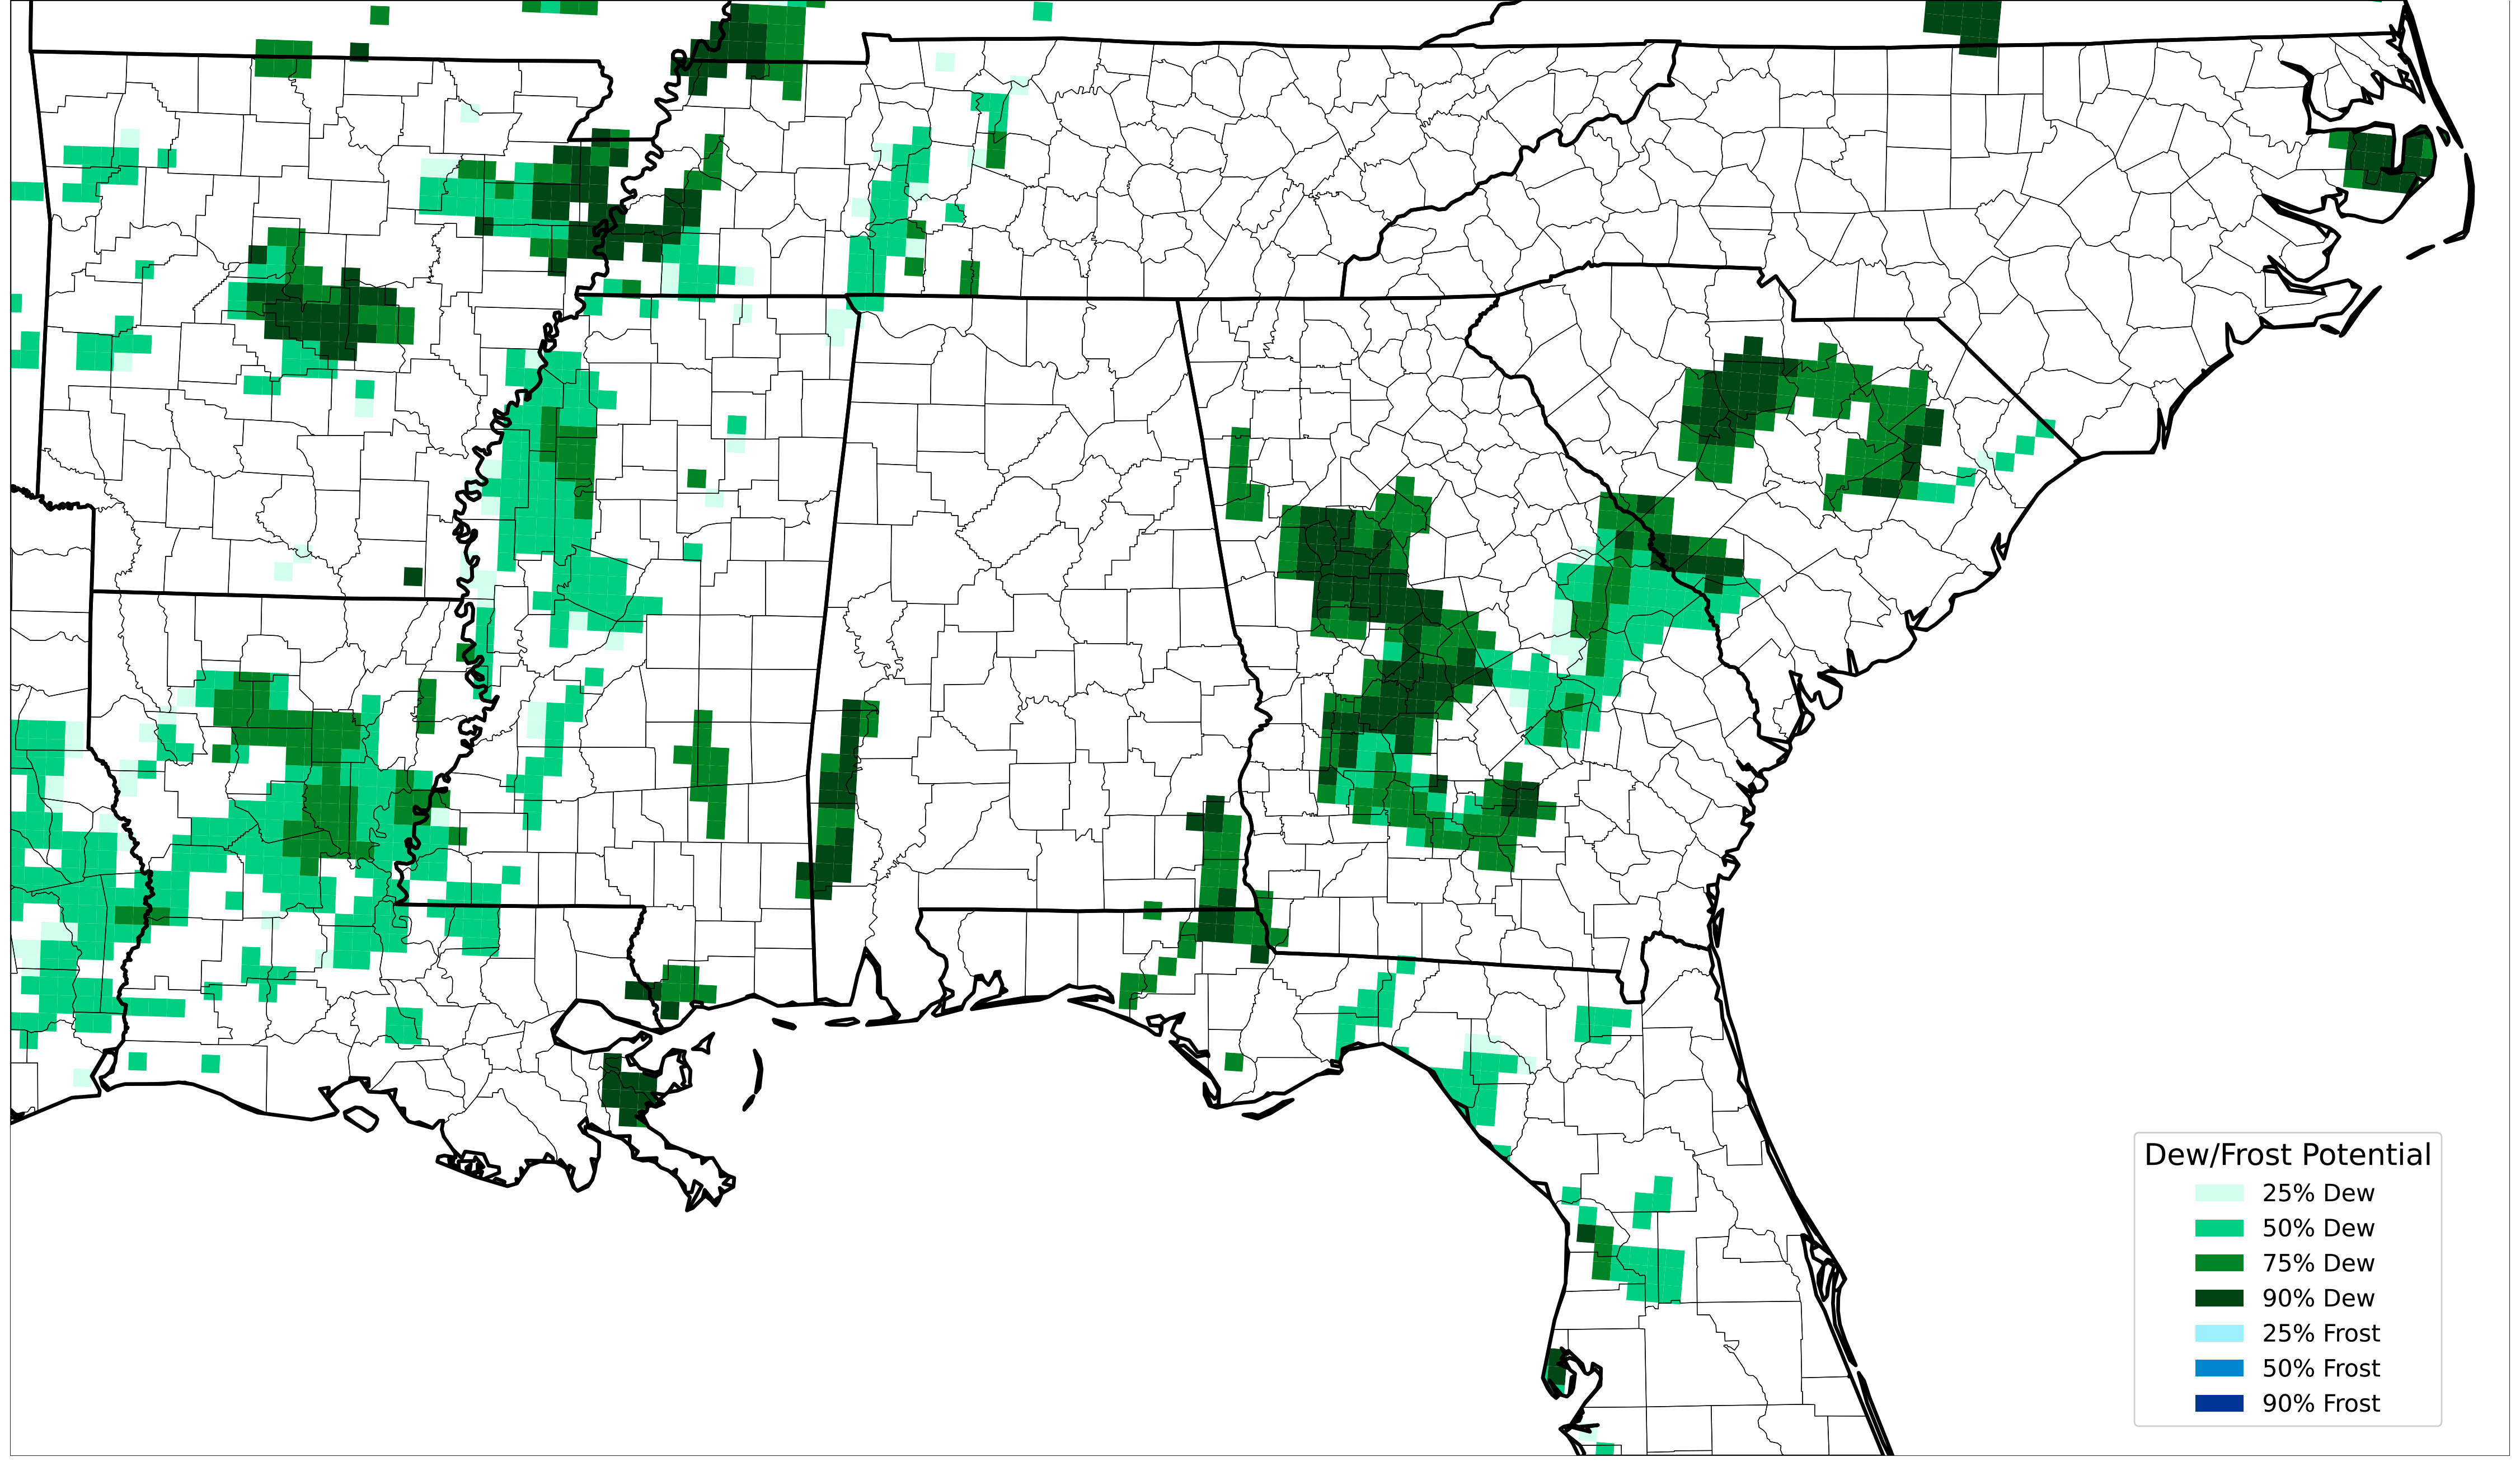 Dew/Frost Potential
25% Dew
50% Dew
75% Dew
90% Dew
25% Frost
50% Frost
90% Frost